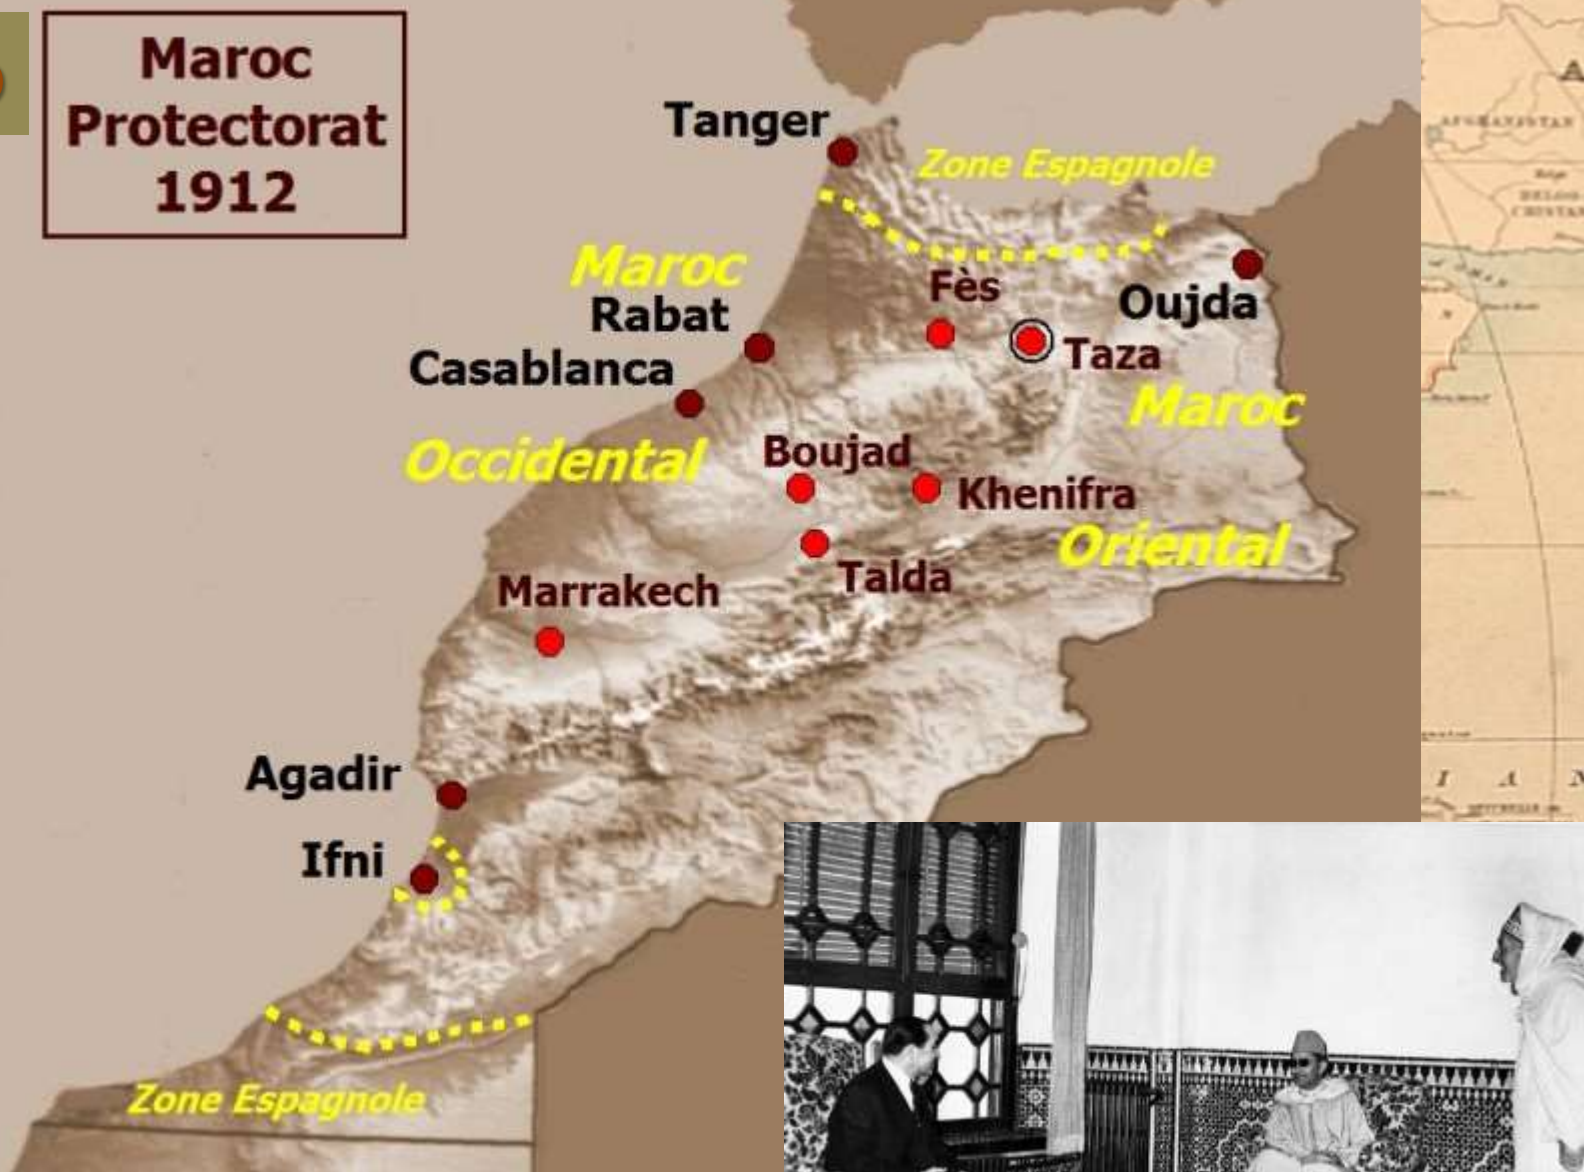 Maroc
Protectorat
1912
Tanger
Zone Espagnole
Maroc
Rabat
Casablanca
Occidental
Fès
Oujda
Taza
Maroc
Boujad
Khenifra
Oriental
Talda
Marrakech
Agadir
Ifni
Zone Espagnole
AFGHANISTAN
I A